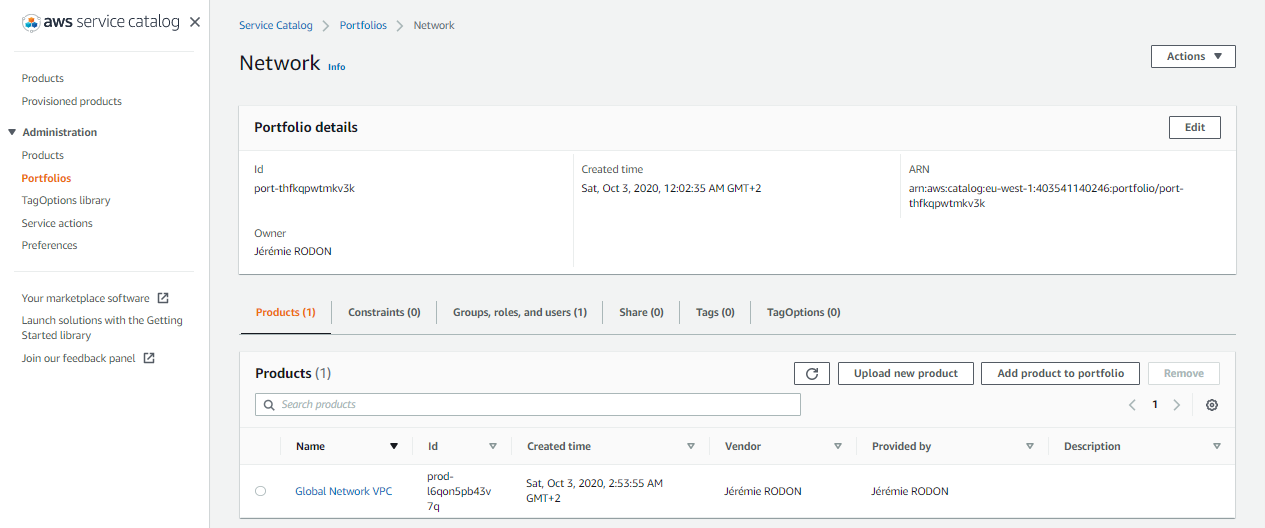 aws service catalog
Products
Provisioned products
Administration
Products
Portfolios
TagOptions library
Service actions
Preferences
Your marketplace software
Launch solutions with the Getting
Started library
Join our feedback panel
Service Catalog > Portfolios > Network
Network Info
Actions
Portfolio details
Edit
Id
port-thfkqpwtmkv3k
Created time
Sat, Oct 3, 2020, 12:02:35 AM GMT+2
ARN
arn:aws:catalog:eu-west-1:403541140246:portfolio/port-
thfkqpwtmkv3k
Owner
Jérémie RODON
Products (1) Constraints (0) Groups, roles, and users (1) Share (0) Tags (0) TagOptions (0)
Products (1)
Upload new product
Add product to portfolio
Remove
Search products
1
Name Id Created time Vendor Provided by Description
Global Network VPC
prod-
l6qon5pb43v
7q
Sat, Oct 3, 2020, 2:53:55 AM
GMT+2
Jérémie RODON
Jérémie RODON